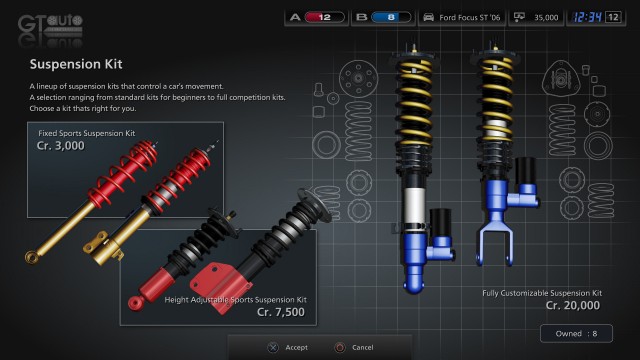 GT auto
A 12
B 8
Ford Focus ST '06
35,000
12:34 12
Suspension Kit
A lineup of suspension kits that control a car's movement.
A selection ranging from standard kits for beginners to full competition kits.
Choose a kit thats right for you.
Fixed Sports Suspension Kit
Cr. 3,000
Height Adjustable Sports Suspension Kit
Cr. 7,500
Fully Customizable Suspension Kit
Cr. 20,000
Owned : 8
Accept
Cancel